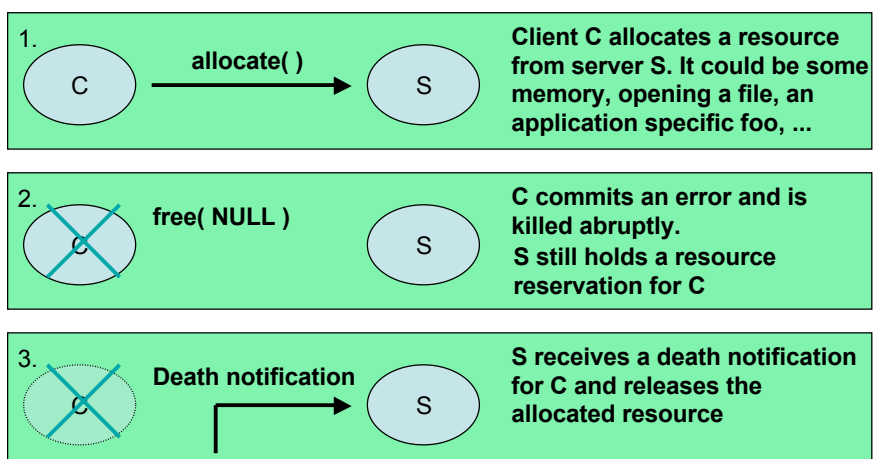 1.
C
allocate( )
S
Client C allocates a resource
from server S. It could be some
memory, opening a file, an
application specific foo, ...
2.
C
free( NULL )
S
C commits an error and is
killed abruptly.
S still holds a resource
reservation for C
3.
C
Death notification
S
S receives a death notification
for C and releases the
allocated resource